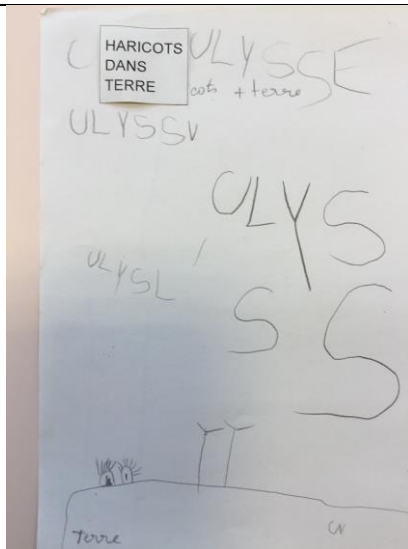 HARICOTS
DANS
TERRE
ULYSSE
cots + terre
ULYSSV
ULYS
ULYSL
S S
terre